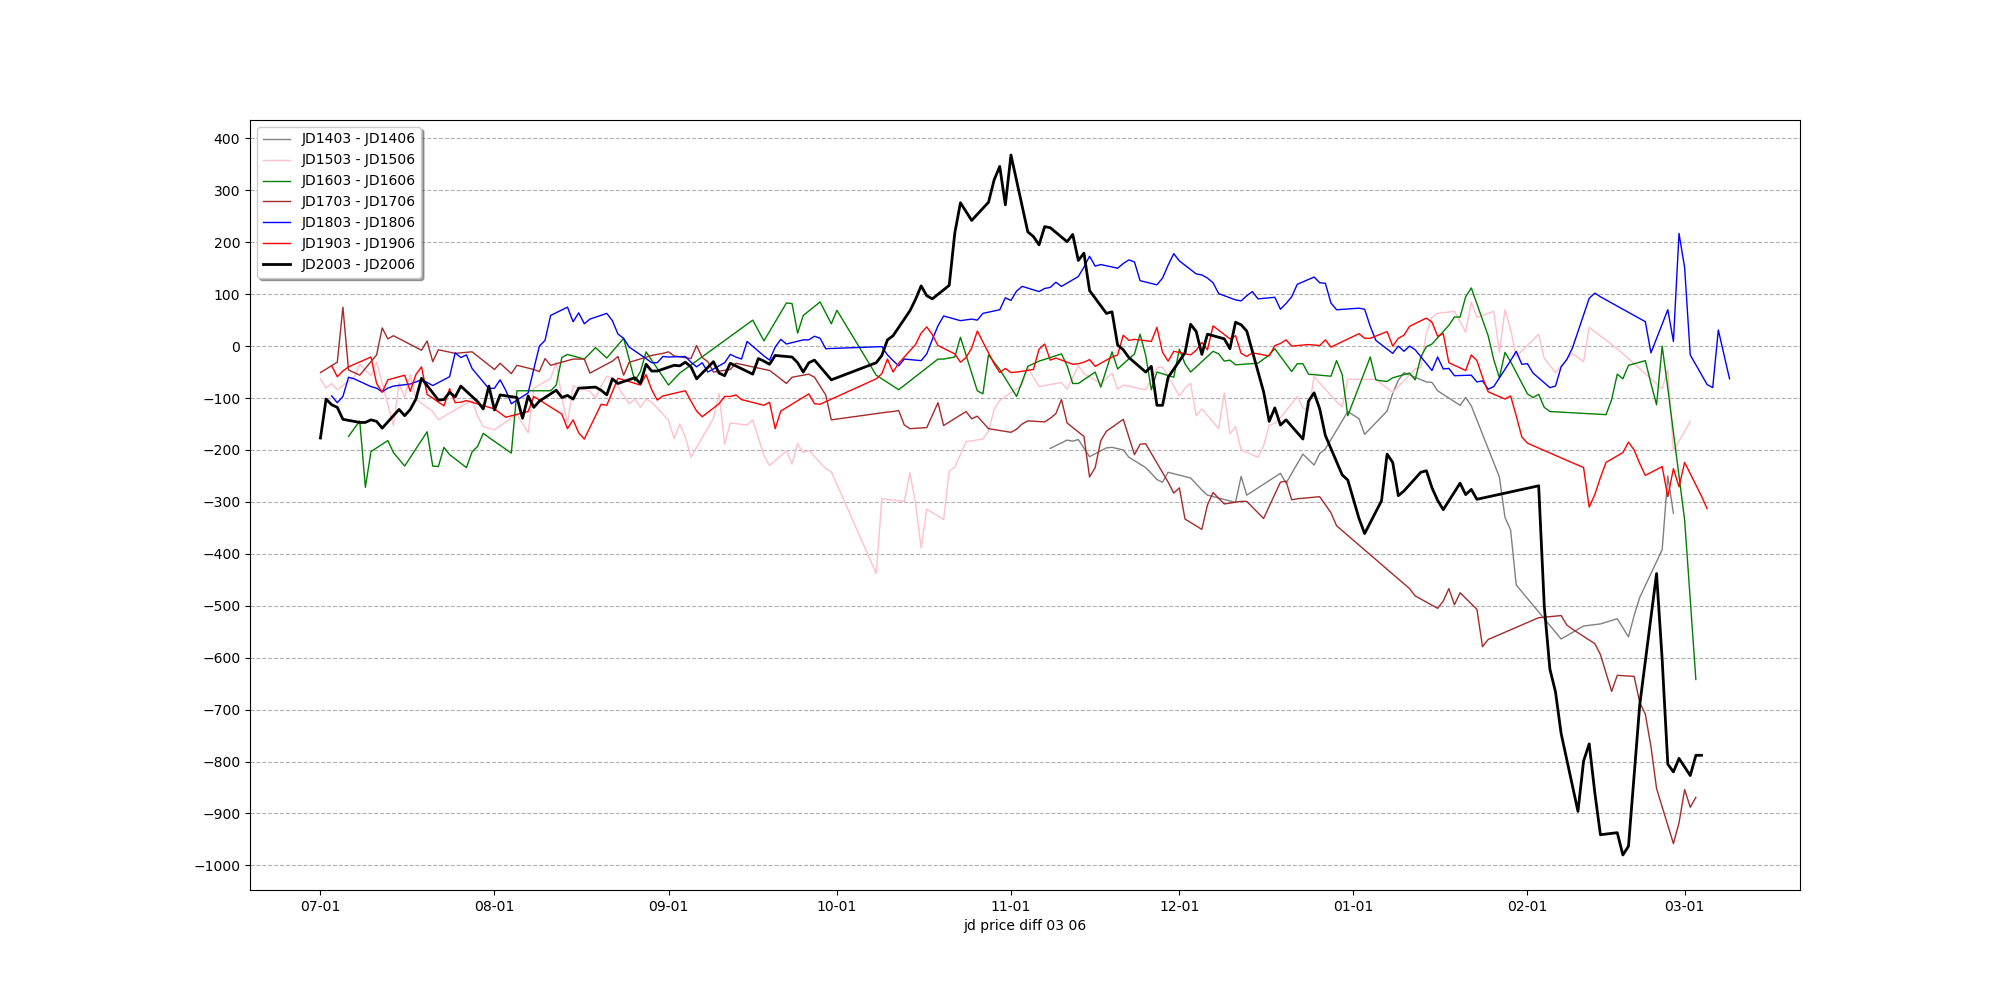 JD1403 - JD1406
JD1503 - JD1506
JD1603 - JD1606
JD1703 - JD1706
JD1803 - JD1806
JD1903 - JD1906
JD2003 - JD2006
400
300
200
100
0
−100
−200
−300
−400
−500
−600
−700
−800
−900
−1000
07-01 08-01 09-01 10-01 11-01 12-01 01-01 02-01 03-01
jd price diff 03 06